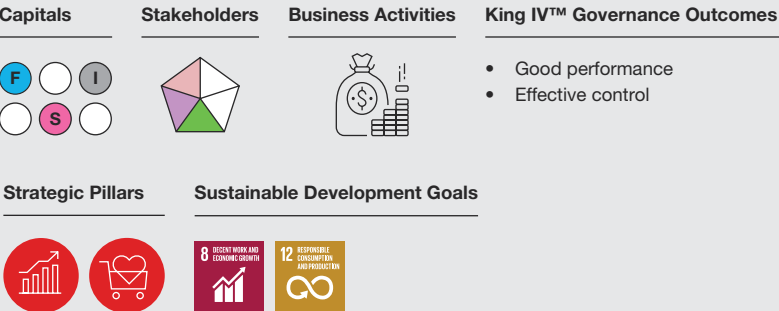 Capitals
Stakeholders
Business Activities
King IV™ Governance Outcomes
F
I
S
$
• Good performance
• Effective control
Strategic Pillars
Sustainable Development Goals
8 DECENT WORK AND
ECONOMIC GROWTH
12 RESPONSIBLE
CONSUMPTION
AND PRODUCTION